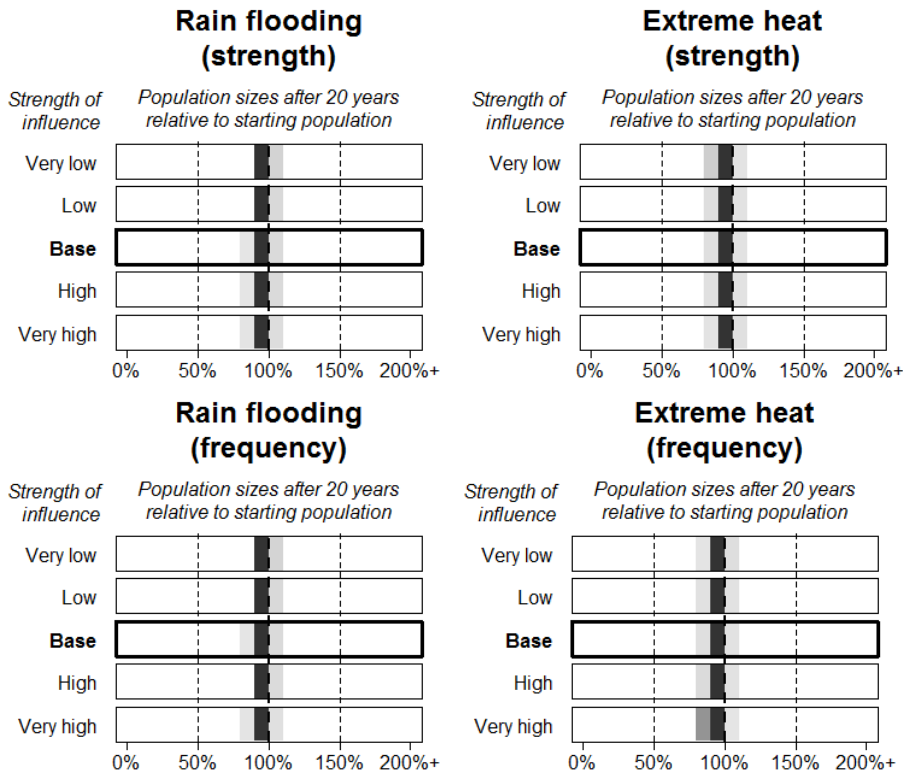 Rain flooding
(strength)
Strength of
influence
Population sizes after 20 years
relative to starting population
Very low
Low
Base
High
Very high
0% 50% 100% 150% 200%+
Extreme heat
(strength)
Strength of
influence
Population sizes after 20 years
relative to starting population
Very low
Low
Base
High
Very high
0% 50% 100% 150% 200%+
Rain flooding
(frequency)
Strength of
influence
Population sizes after 20 years
relative to starting population
Very low
Low
Base
High
Very high
0% 50% 100% 150% 200%+
Extreme heat
(frequency)
Strength of
influence
Population sizes after 20 years
relative to starting population
Very low
Low
Base
High
Very high
0% 50% 100% 150% 200%+